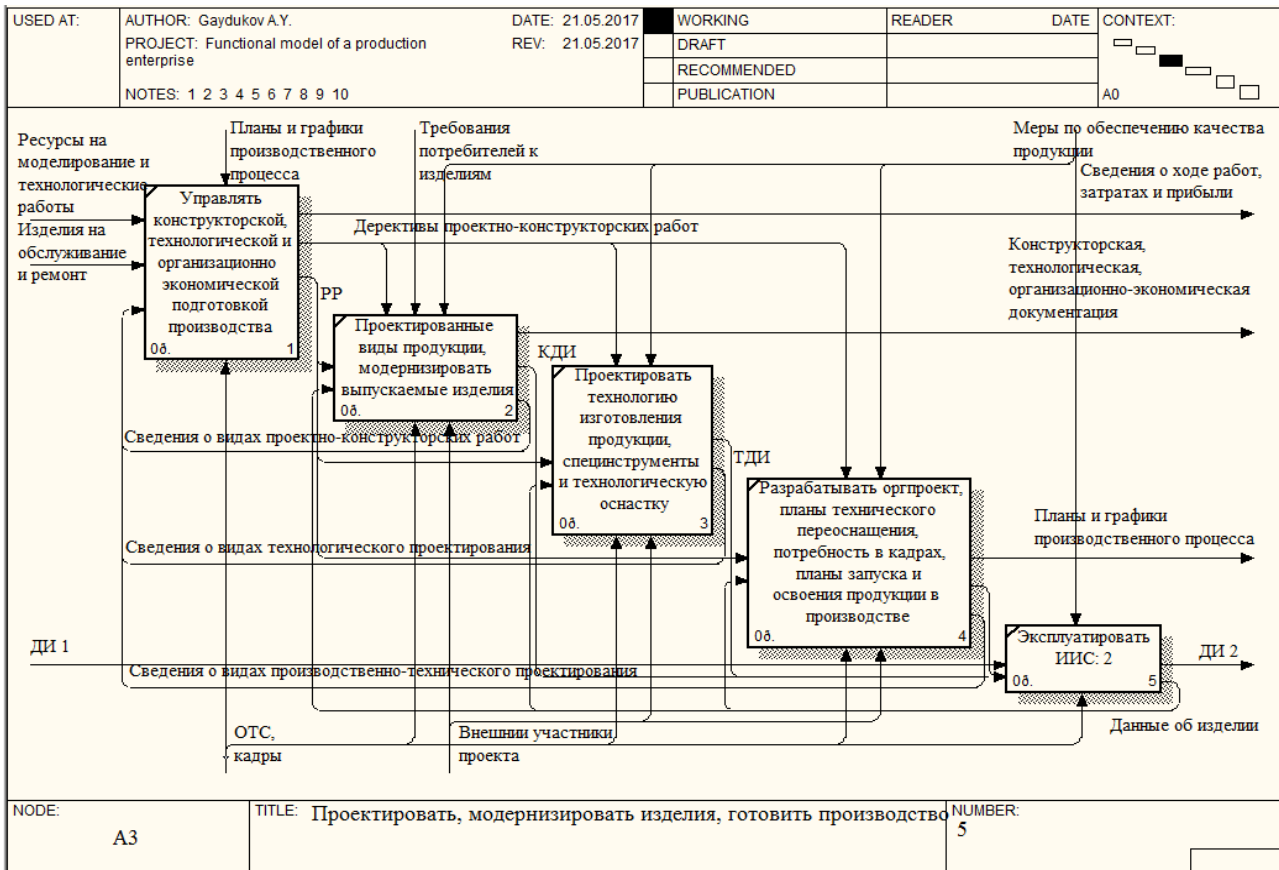 USED AT:
AUTHOR: Gaydukov A.Y.
DATE: 21.05.2017
PROJECT: Functional model of a production
enterprise
REV: 21.05.2017
NOTES: 1 2 3 4 5 6 7 8 9 10
WORKING
DRAFT
RECOMMENDED
PUBLICATION
READER
DATE
CONTEXT:
A0
Ресурсы на
моделирование и
технологические
работы
Изделия на
обслуживание
и ремонт
Планы и графики
производственного
процесса
Требования
потребителей к
изделиям
Меры по обеспечению качества
продукции
Сведения о ходе работ,
затратах и прибыли
Управлять
конструкторской,
технологической и
организационно
экономической
подготовкой
производства
0ð. 1
Дерективы проектно-конструкторских работ
Конструкторская,
технологическая,
организационно-экономическая
документация
РР
Проектированные
виды продукции,
модернизировать
выпускаемые изделия
0ð. 2
КДИ
Проектировать
технологию
изготовления
продукции,
специнструменты
и технологическую
оснастку
0ð. 3
Сведения о видах проектно-конструкторских работ
ТДИ
Разрабатывать оргпроект,
планы технического
переоснащения,
потребность в кадрах,
планы запуска и
освоения продукции в
производстве
0ð. 4
Планы и графики
производственного процесса
Сведения о видах технологического проектирования
ДИ 1
Эксплуатировать
ИИС: 2
0ð. 5
ДИ 2
Сведения о видах производственно-технического проектирования
Данные об изделии
ОТС,
кадры
Внешнии участники
проекта
NODE:
A3
TITLE: Проектировать, модернизировать изделия, готовить производство
NUMBER:
5